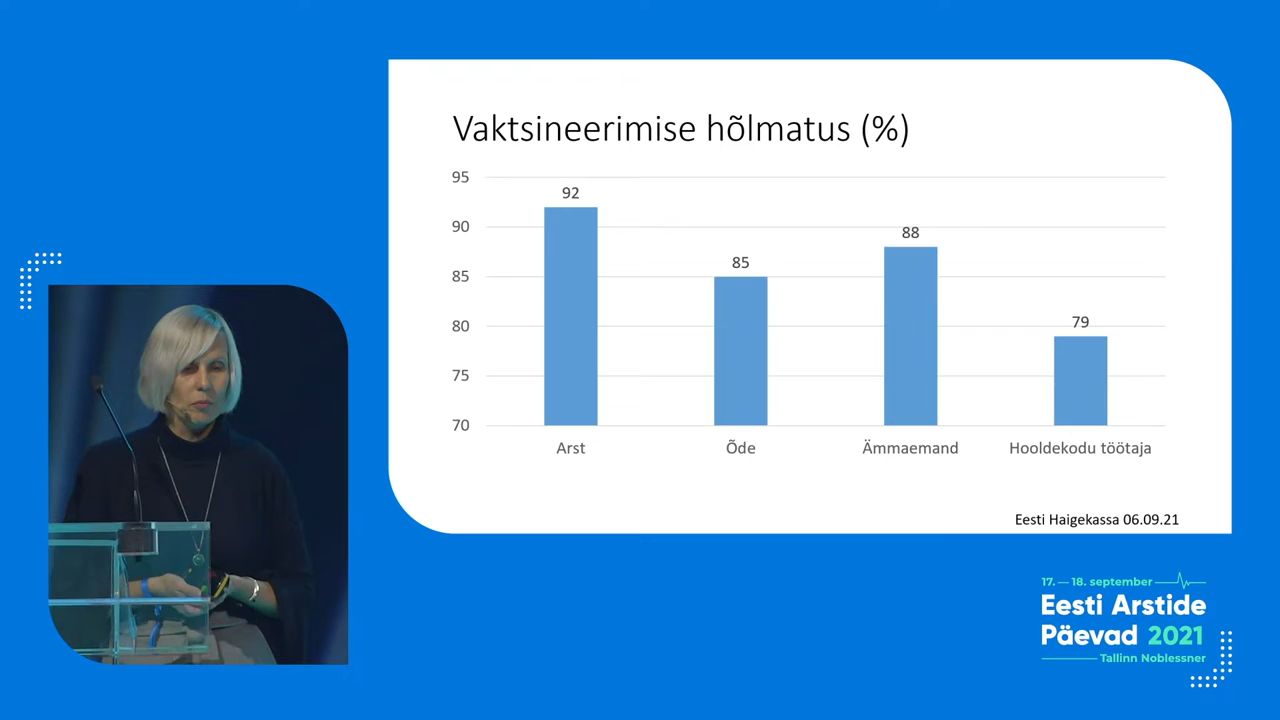 Vaktsineerimise hõlmatus (%)
95
90
85
80
75
70
92
85
88
79
Arst
Õde
Ämmaemand
Hooldekodu töötaja
Eesti Haigekassa 06.09.21
17. — 18. september
Eesti Arstide
Päevad 2021
Tallinn Noblessner